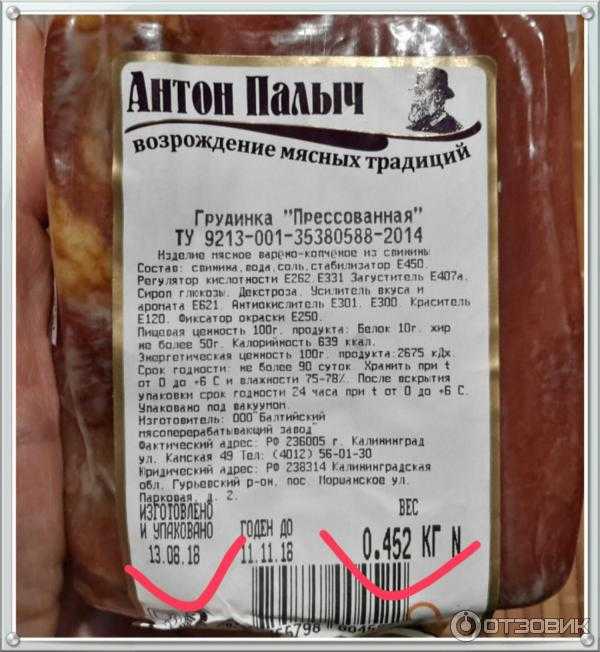 Антон Палыч
возрождение мясных традиций
Грудинка "Прессованная"
ТУ 9213-001-35380588-2014
Изделие мясное варено-копченое из свинины
Состав: свинина,вода,соль,стабилизатор Е450.
Регулятор кислотности Е262,Е331 Загуститель Е407а.
Сироп глюкозы. Декстроза. Усилитель вкуса и
аромата Е621. Антиокислитель Е301. Е300. Краситель
Е120. Фиксатор окраски Е250.
Пищевая ценность 100г. продукта: Белок 10г. жир
не более 50г. Калорийность 639 ккал.
Энергетическая ценность 100г. продукта:2675 кДж
Срок годности: не более 90 суток. Хранить при t
от 0 до +6 С и влажности 75-78%. После вскрытия
упаковки срок годности 24 часа при t от 0 до +6 С.
Упаковано под вакуумом.
Изготовитель: ООО"Балтийский
мясоперерабатывающий завод"
Фактический адрес: РФ 236005 г. Калининград
ул. Камская 49 Тел: (4012) 56-01-30
Юридический адрес: РФ 238314 Калининградская
обл. Гурьевский р-он, пос. Моршанское ул.
Парковая, д. 2.
ИЗГОТОВЛЕНО
И УПАКОВАНО ГОДЕН ДО ВЕС
13.08.18 11.11.18 0.452 КГ N
ОТЗОВИК